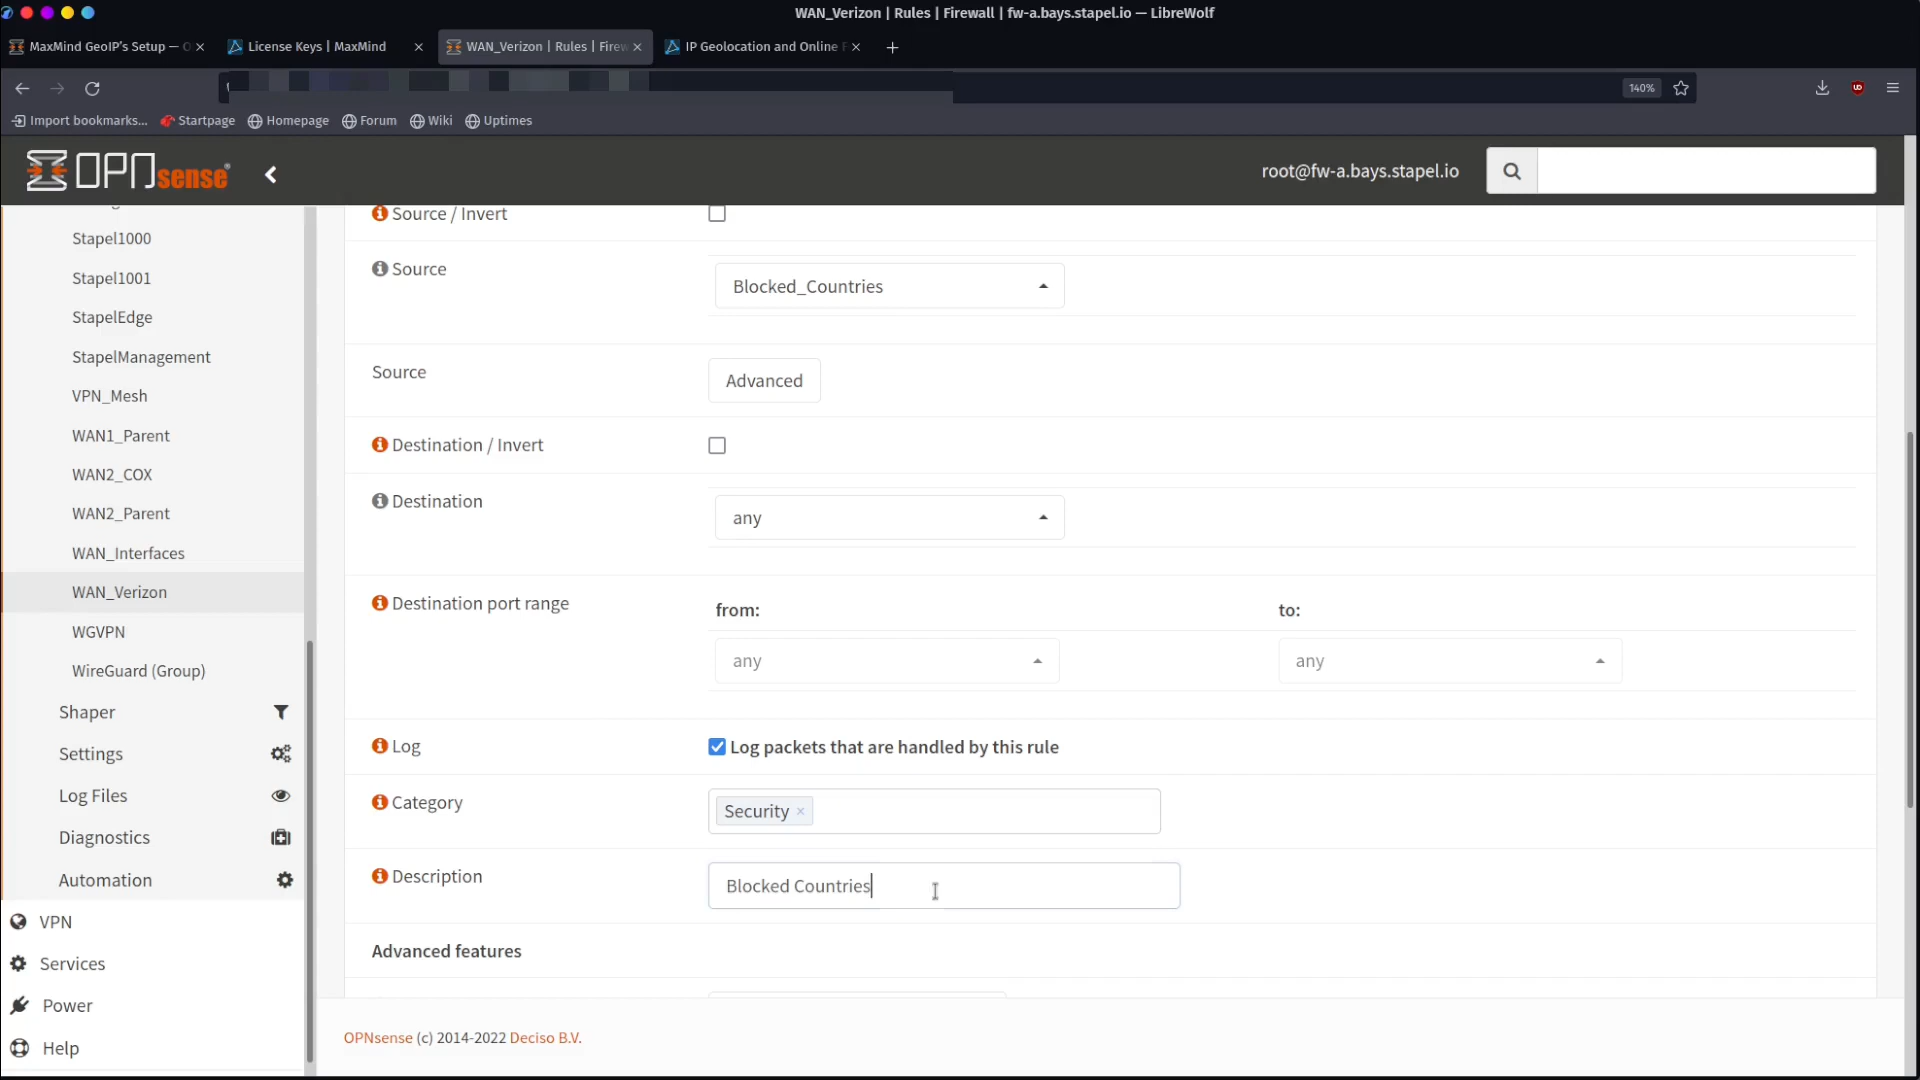 WAN_Verizon | Rules | Firewall | fw-a.bays.stapel.io — LibreWolf
MaxMind GeoIP's Setup — O
License Keys | MaxMind
WAN_Verizon | Rules | Firew
IP Geolocation and Online F
140%
Import bookmarks...
Startpage
Homepage
Forum
Wiki
Uptimes
OPNsense
root@fw-a.bays.stapel.io
Stapel1000
Stapel1001
StapelEdge
StapelManagement
VPN_Mesh
WAN1_Parent
WAN2_COX
WAN2_Parent
WAN_Interfaces
WAN_Verizon
WGVPN
WireGuard (Group)
Shaper
Settings
Log Files
Diagnostics
Automation
VPN
Services
Power
Help
Source / Invert
Source
Blocked_Countries
Source
Advanced
Destination / Invert
Destination
any
Destination port range
from:
to:
any
any
Log
Log packets that are handled by this rule
Category
Security ×
Description
Blocked Countries
Advanced features
OPNsense (c) 2014-2022 Deciso B.V.